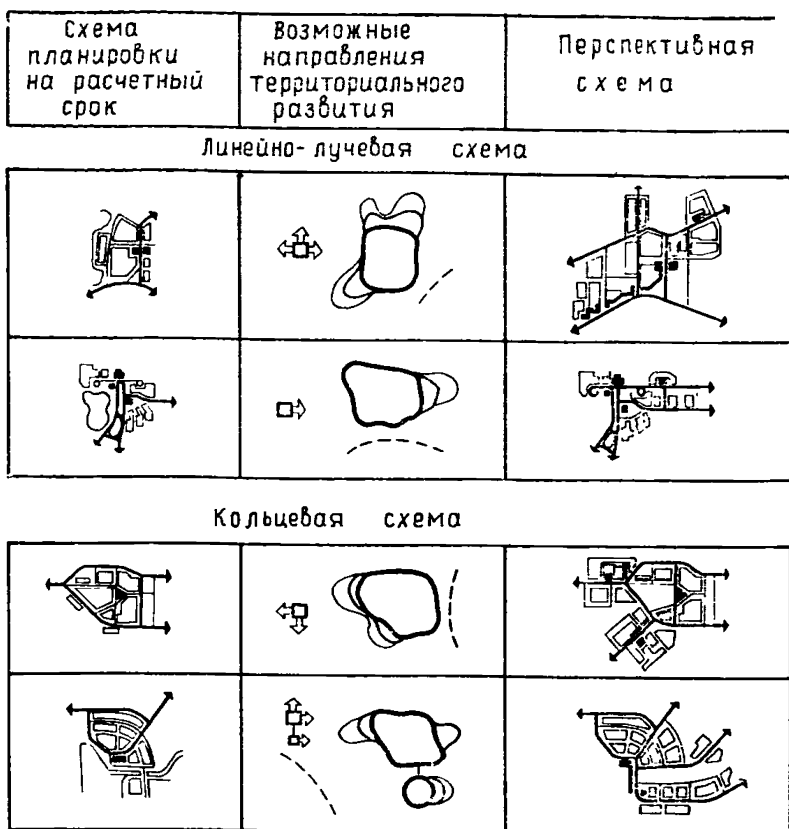 Схема
планировки
на расчетный
срок
Возможные
направления
территориального
развития
Перспективная
схема
Линейно-лучевая схема
Кольцевая схема